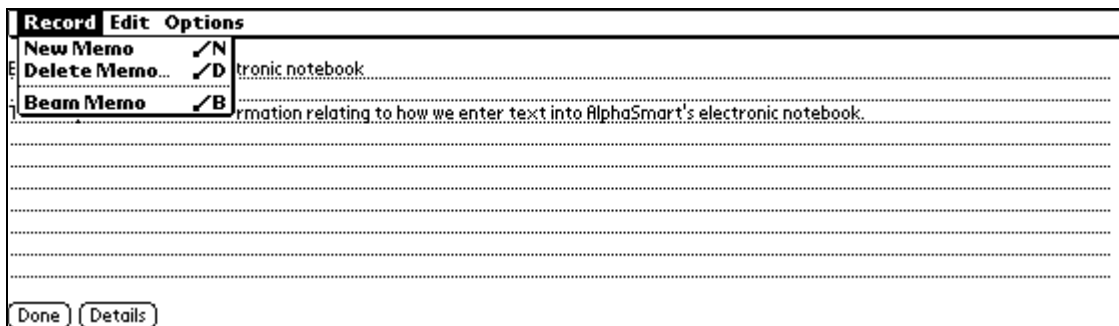 Record Edit Options
New Memo ⁄N
Delete Memo... ⁄D
tronic notebook
Beam Memo ⁄B
rmation relating to how we enter text into AlphaSmart's electronic notebook.
Done Details